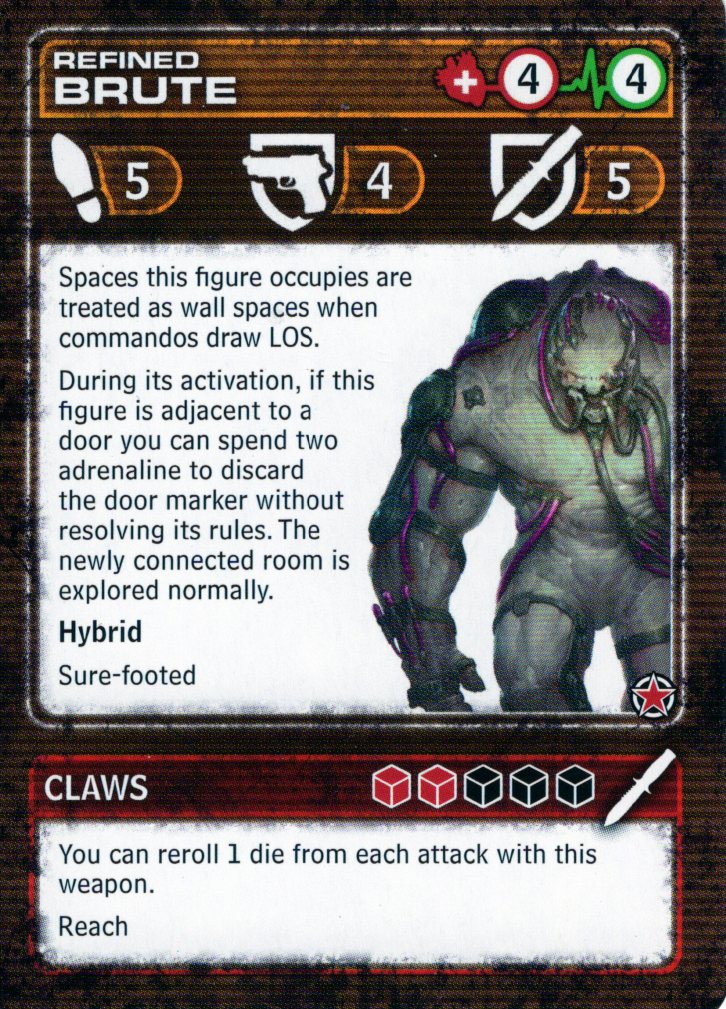 REFINED
BRUTE
4 4
5 4 5
Spaces this figure occupies are
treated as wall spaces when
commandos draw LOS.
During its activation, if this
figure is adjacent to a
door you can spend two
adrenaline to discard
the door marker without
resolving its rules. The
newly connected room is
explored normally.
Hybrid
Sure-footed
CLAWS
You can reroll 1 die from each attack with this
weapon.
Reach